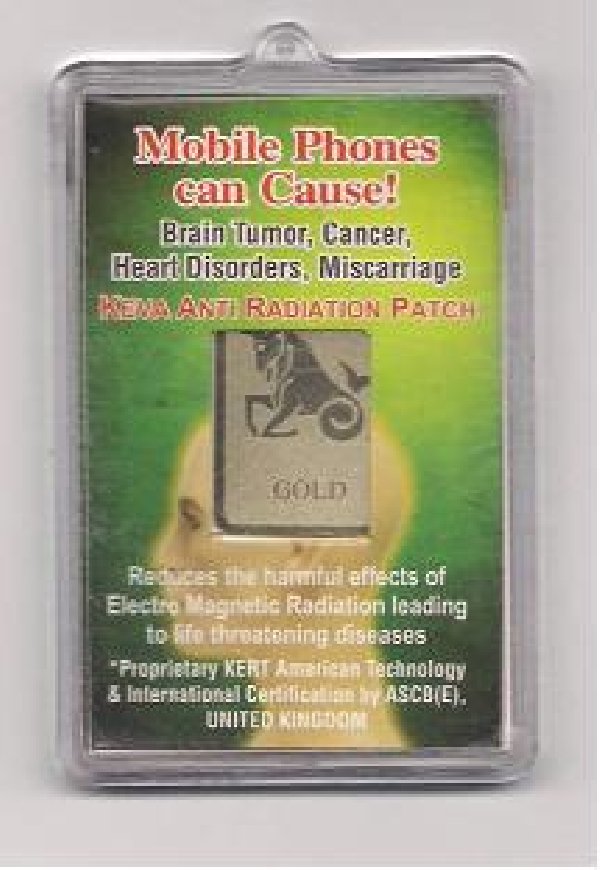 Mobile Phones
can Cause!
Brain Tumor, Cancer,
Heart Disorders, Miscarriage
KEVA ANTI RADIATION PATCH
GOLD
Reduces the harmful effects of
Electro Magnetic Radiation leading
to life threatening diseases
*Proprietary KERT American Technology
& International Certification by ASCB(E),
UNITED KINGDOM